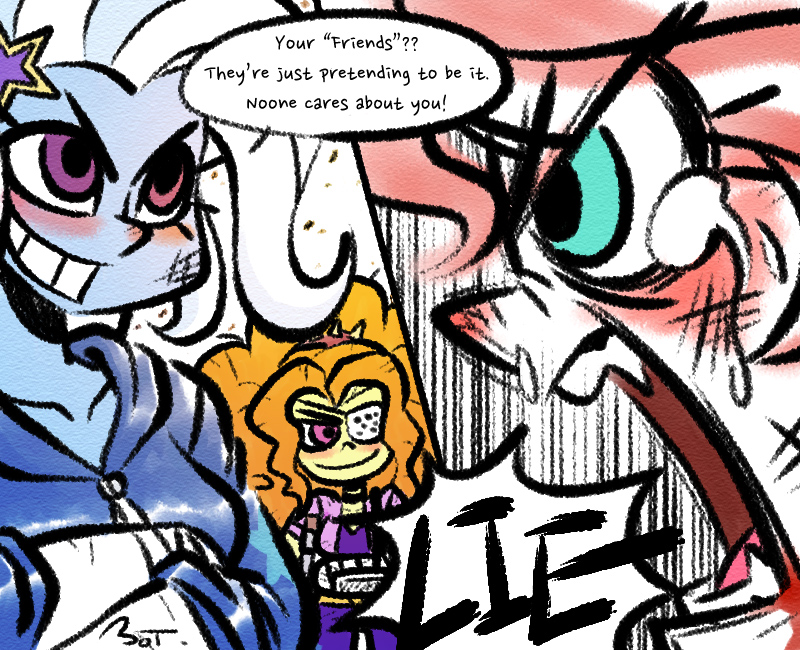 Your “Friends”??
They're just pretending to be it.
Noone cares about you!
LIE
BaT.